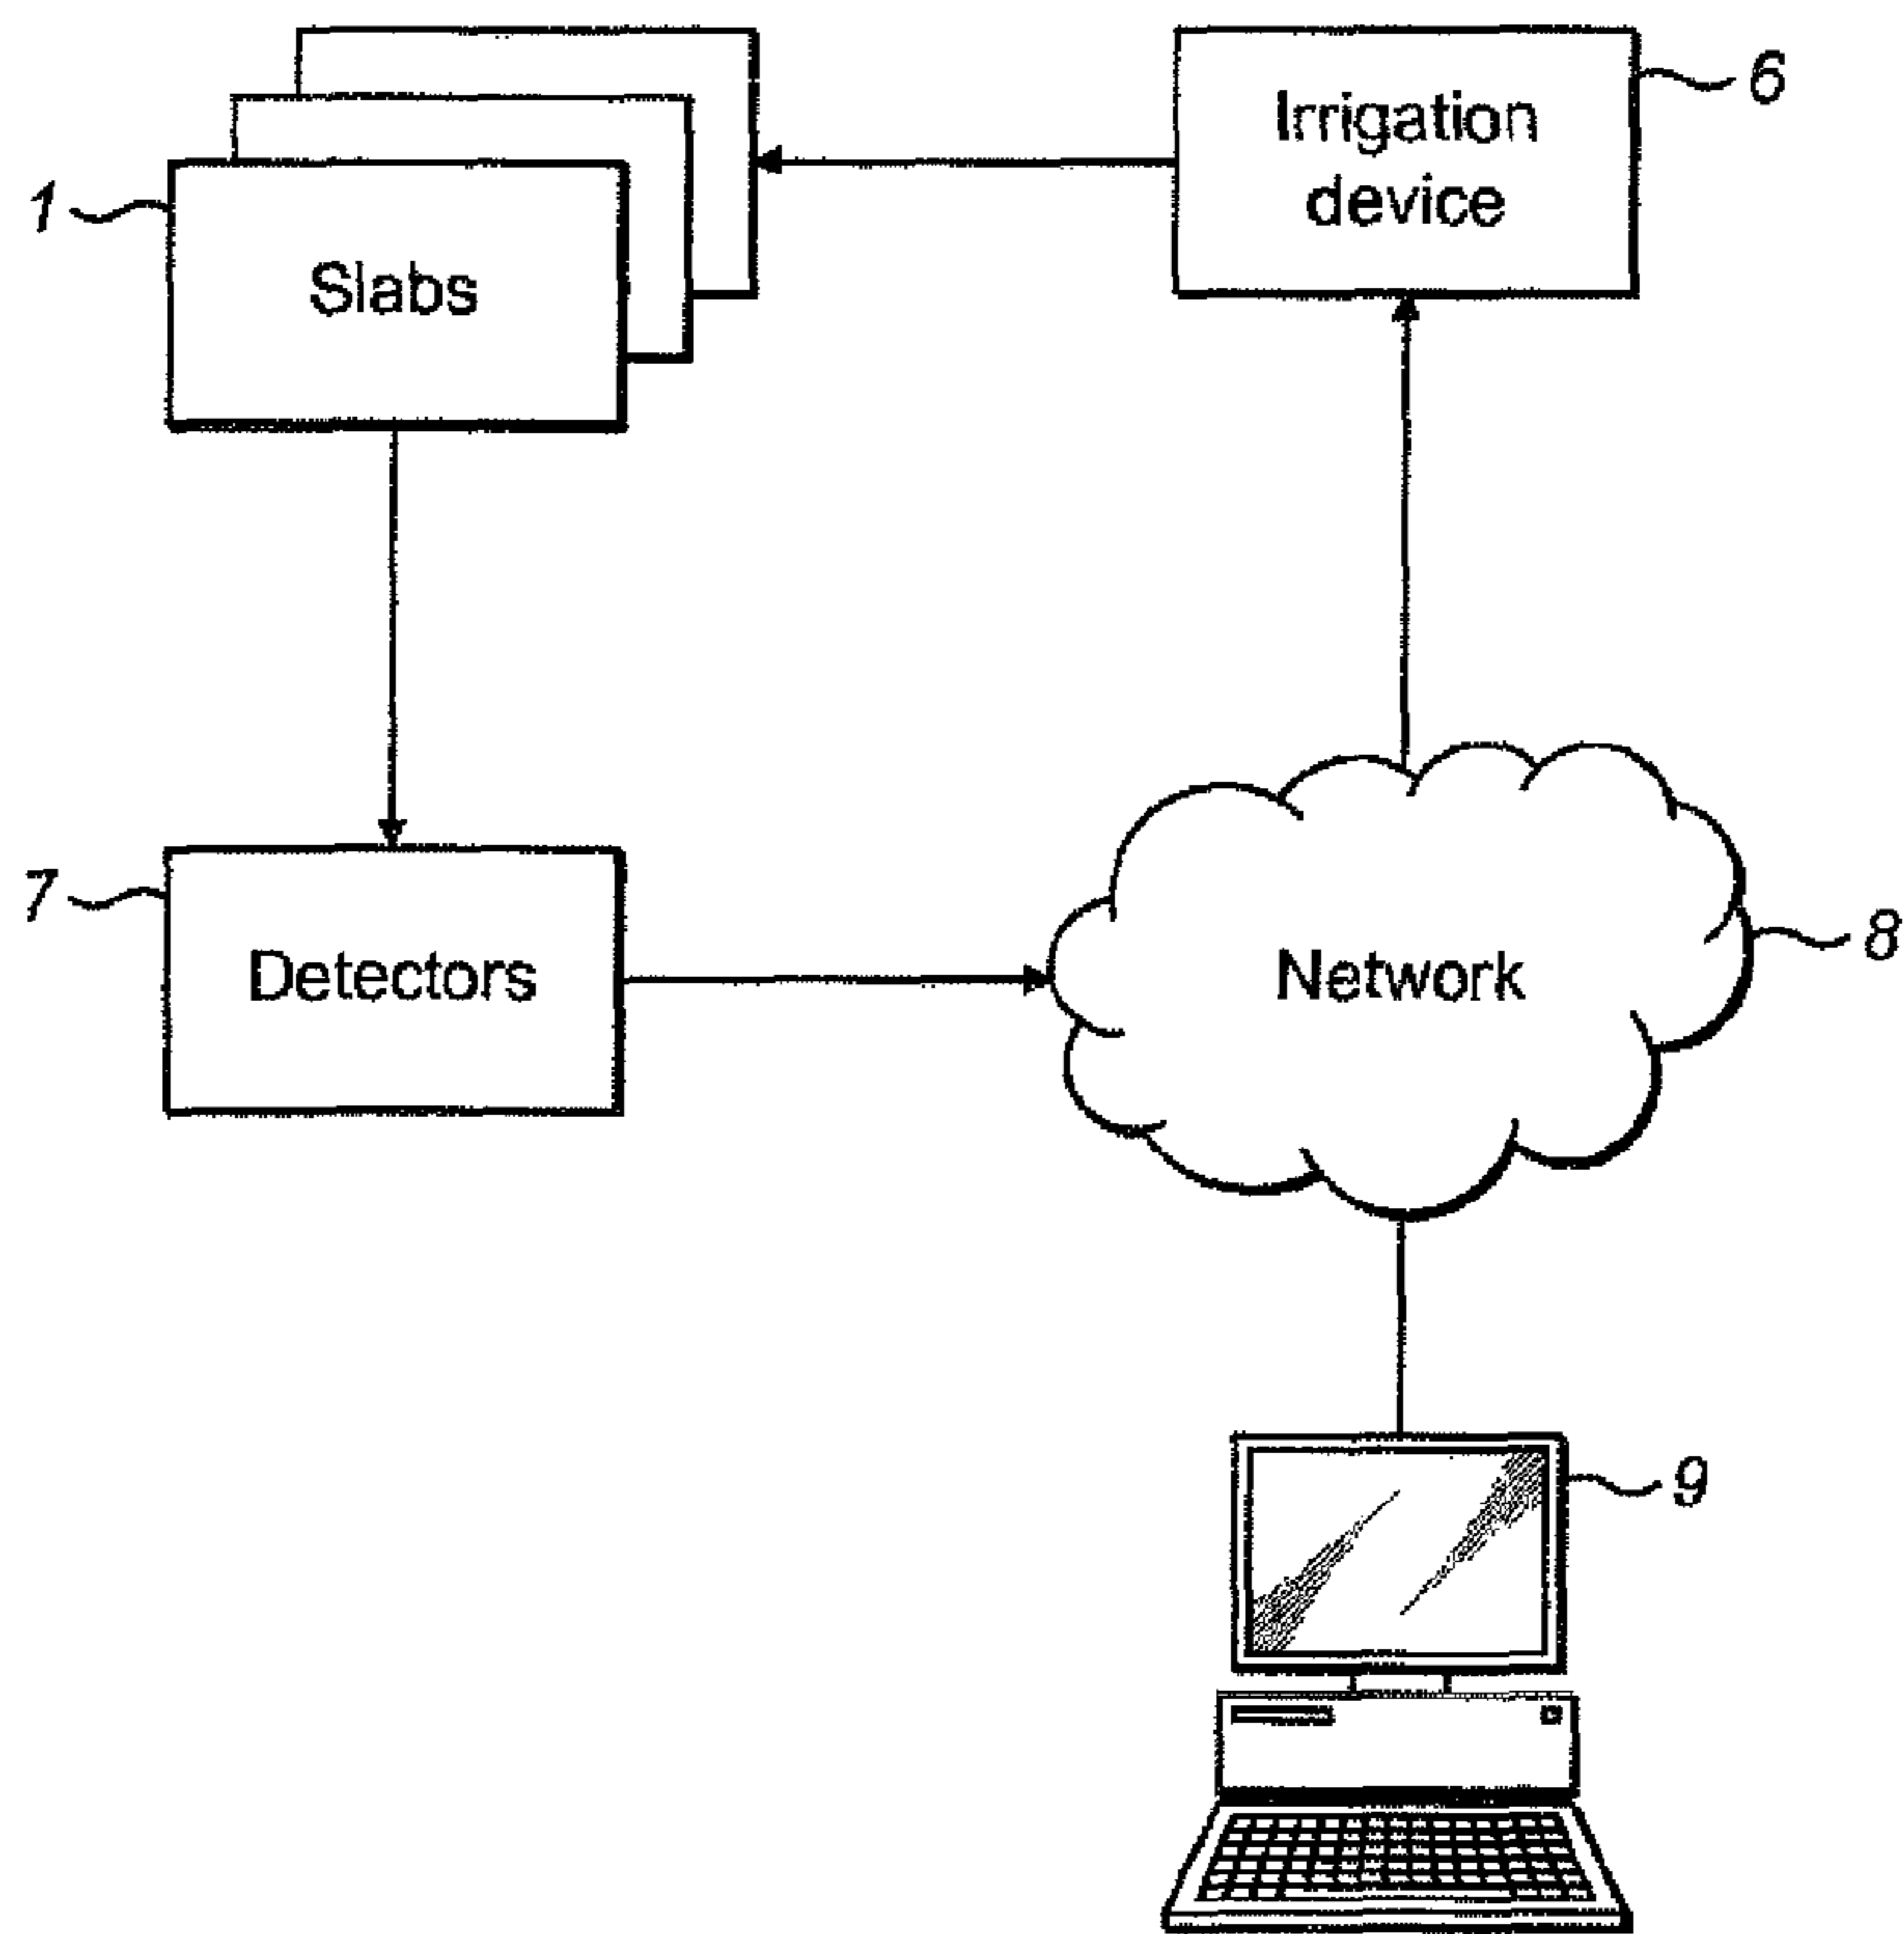 6
Irrigation
device
1
Slabs
7
Detectors
8
Network
9